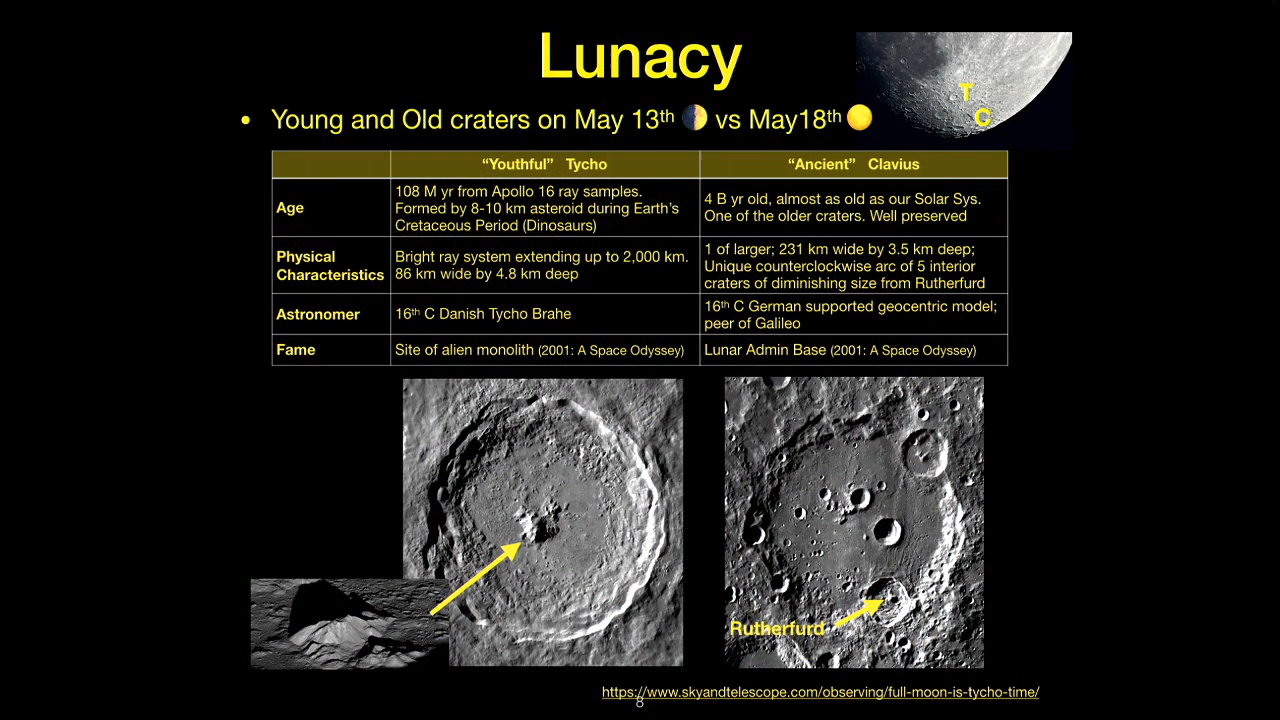 Lunacy
T
C
• Young and Old craters on May 13th 🌓 vs May18th 🌕
“Youthful” Tycho
“Ancient” Clavius
Age
108 M yr from Apollo 16 ray samples.
Formed by 8-10 km asteroid during Earth’s
Cretaceous Period (Dinosaurs)
4 B yr old, almost as old as our Solar Sys.
One of the older craters. Well preserved
Physical
Characteristics
Bright ray system extending up to 2,000 km.
86 km wide by 4.8 km deep
1 of larger; 231 km wide by 3.5 km deep;
Unique counterclockwise arc of 5 interior
craters of diminishing size from Rutherfurd
Astronomer
16th C Danish Tycho Brahe
16th C German supported geocentric model;
peer of Galileo
Fame
Site of alien monolith (2001: A Space Odyssey)
Lunar Admin Base (2001: A Space Odyssey)
Rutherfurd
https://www.skyandtelescope.com/observing/full-moon-is-tycho-time/
8